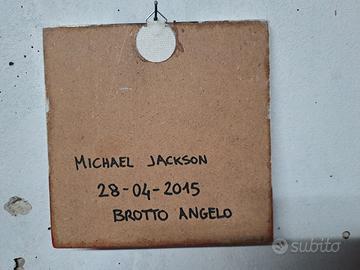 MICHAEL JACKSON
28-04-2015
BROTTO ANGELO
subito